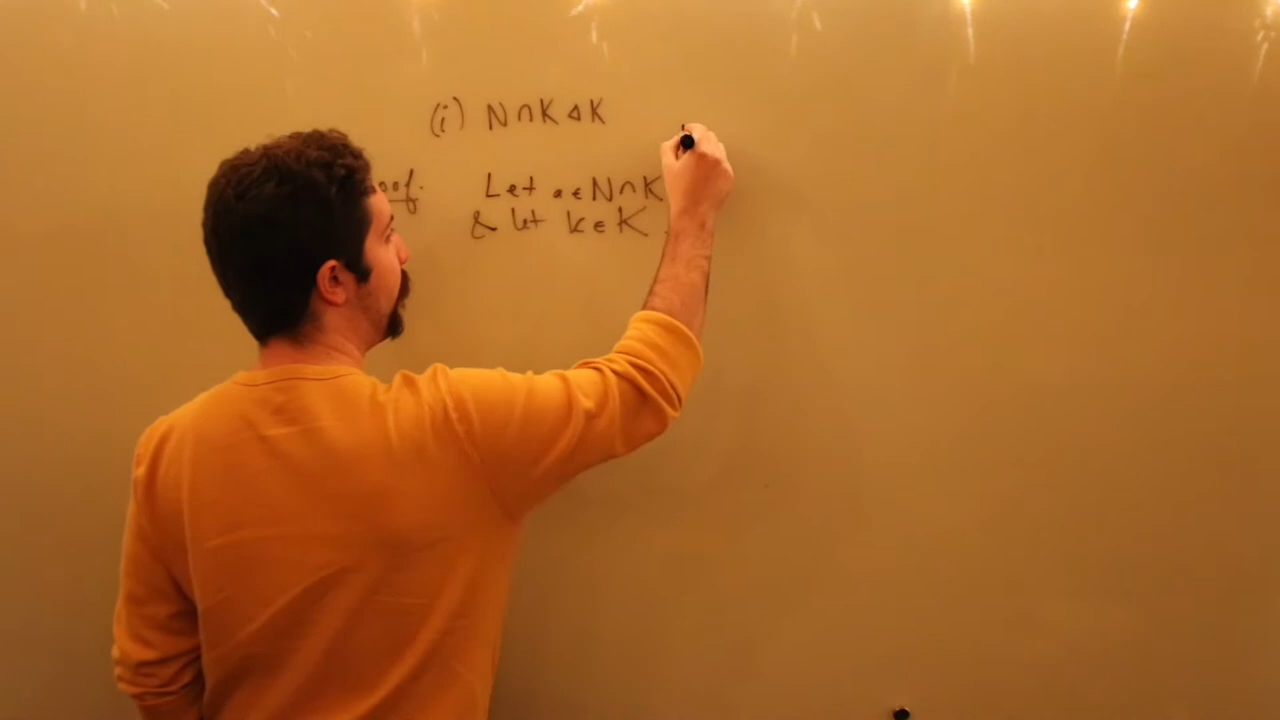 (i) N∩K ⊲ K
oof. Let a ∈ N∩K
& let k ∈ K.